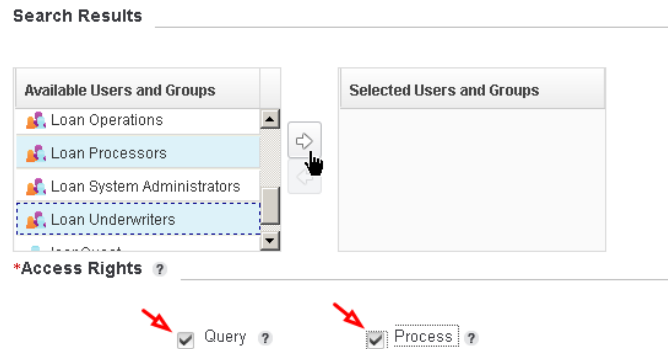 Search Results
Available Users and Groups
Selected Users and Groups
Loan Operations
Loan Processors
Loan System Administrators
Loan Underwriters
*Access Rights ?
Query ?
Process ?